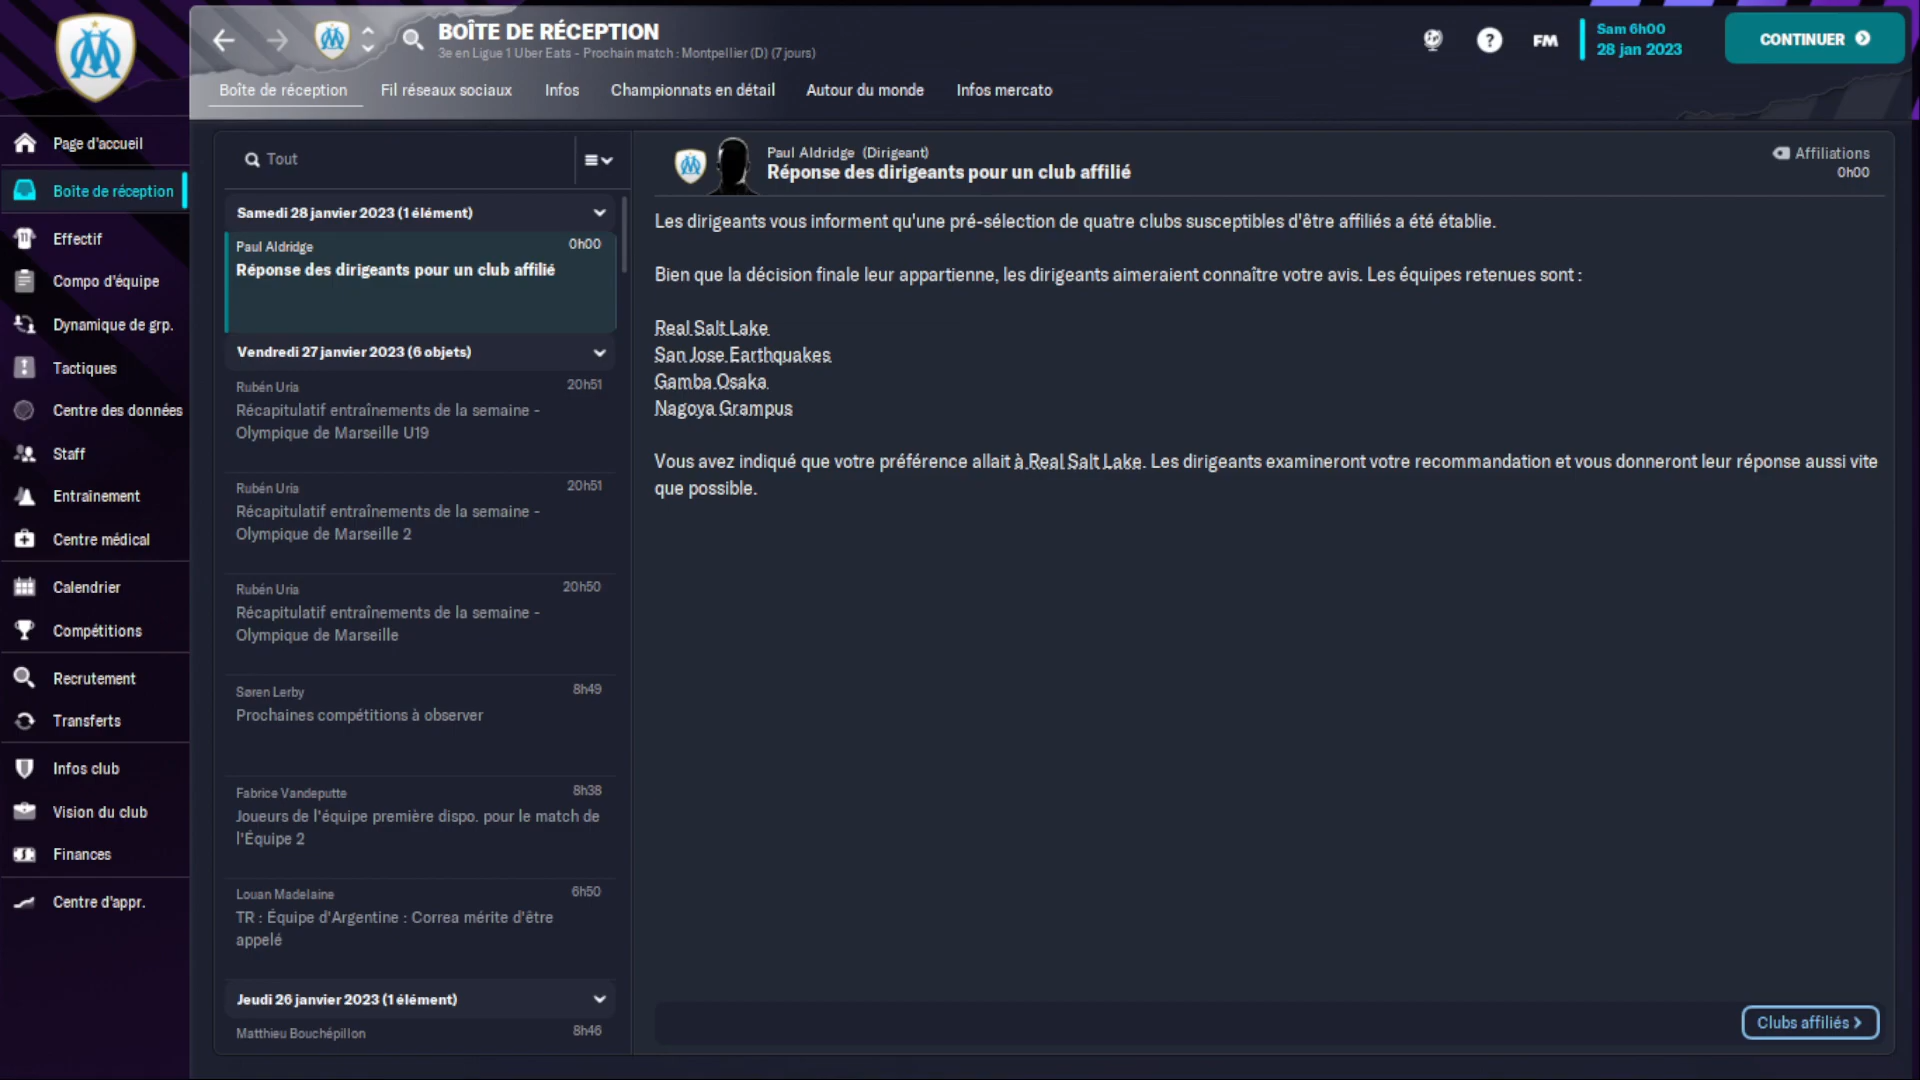 BOÎTE DE RÉCEPTION
3e en Ligue 1 Uber Eats - Prochain match : Montpellier (D) (7 jours)
FM
Sam 6h00
28 jan 2023
CONTINUER
Boîte de réception
Fil réseaux sociaux
Infos
Championnats en détail
Autour du monde
Infos mercato
Page d'accueil
Boîte de réception
Effectif
Compo d'équipe
Dynamique de grp.
Tactiques
Centre des données
Staff
Entraînement
Centre médical
Calendrier
Compétitions
Recrutement
Transferts
Infos club
Vision du club
Finances
Centre d'appr.
Tout
Samedi 28 janvier 2023 (1 élément)
Paul Aldridge
0h00
Réponse des dirigeants pour un club affilié
Vendredi 27 janvier 2023 (6 objets)
Rubén Uria
20h51
Récapitulatif entraînements de la semaine -
Olympique de Marseille U19
Rubén Uria
20h51
Récapitulatif entraînements de la semaine -
Olympique de Marseille 2
Rubén Uria
20h50
Récapitulatif entraînements de la semaine -
Olympique de Marseille
Søren Lerby
8h49
Prochaines compétitions à observer
Fabrice Vandeputte
8h38
Joueurs de l'équipe première dispo. pour le match de
l'Équipe 2
Louan Madelaine
6h50
TR : Équipe d'Argentine : Correa mérite d'être
appelé
Jeudi 26 janvier 2023 (1 élément)
Matthieu Bouchépillon
8h46
Paul Aldridge (Dirigeant)
Réponse des dirigeants pour un club affilié
Affiliations
0h00
Les dirigeants vous informent qu'une pré-sélection de quatre clubs susceptibles d'être affiliés a été établie.
Bien que la décision finale leur appartienne, les dirigeants aimeraient connaître votre avis. Les équipes retenues sont :
Real Salt Lake
San Jose Earthquakes
Gamba Osaka
Nagoya Grampus
Vous avez indiqué que votre préférence allait à Real Salt Lake. Les dirigeants examineront votre recommandation et vous donneront leur réponse aussi vite
que possible.
Clubs affiliés >